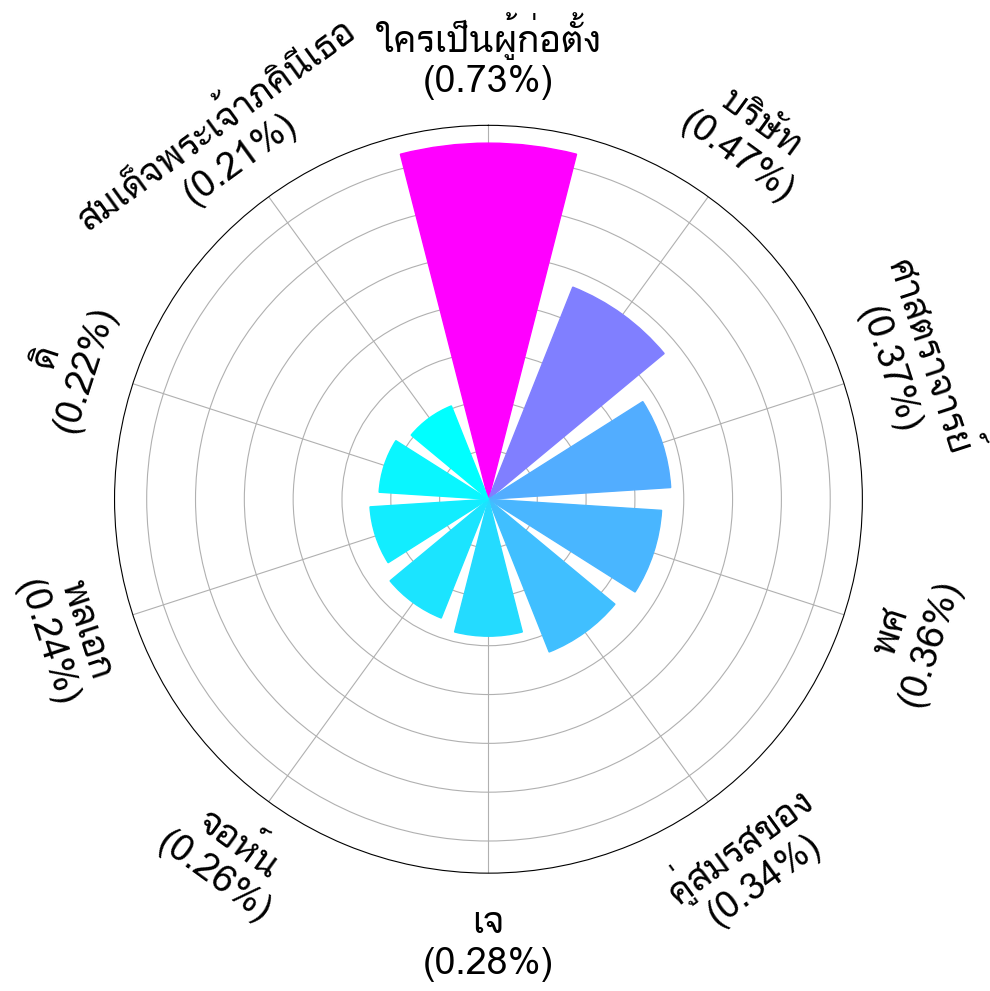 ใครเป็นผู้ก่อตั้ง
(0.73%)
บริษัท
(0.47%)
ศาสตราจารย์
(0.37%)
พศ
(0.36%)
คู่สมรสของ
(0.34%)
เจ
(0.28%)
จอห์น
(0.26%)
พลเอก
(0.24%)
ดิ
(0.22%)
สมเด็จพระเจ้าภคินีเธอ
(0.21%)